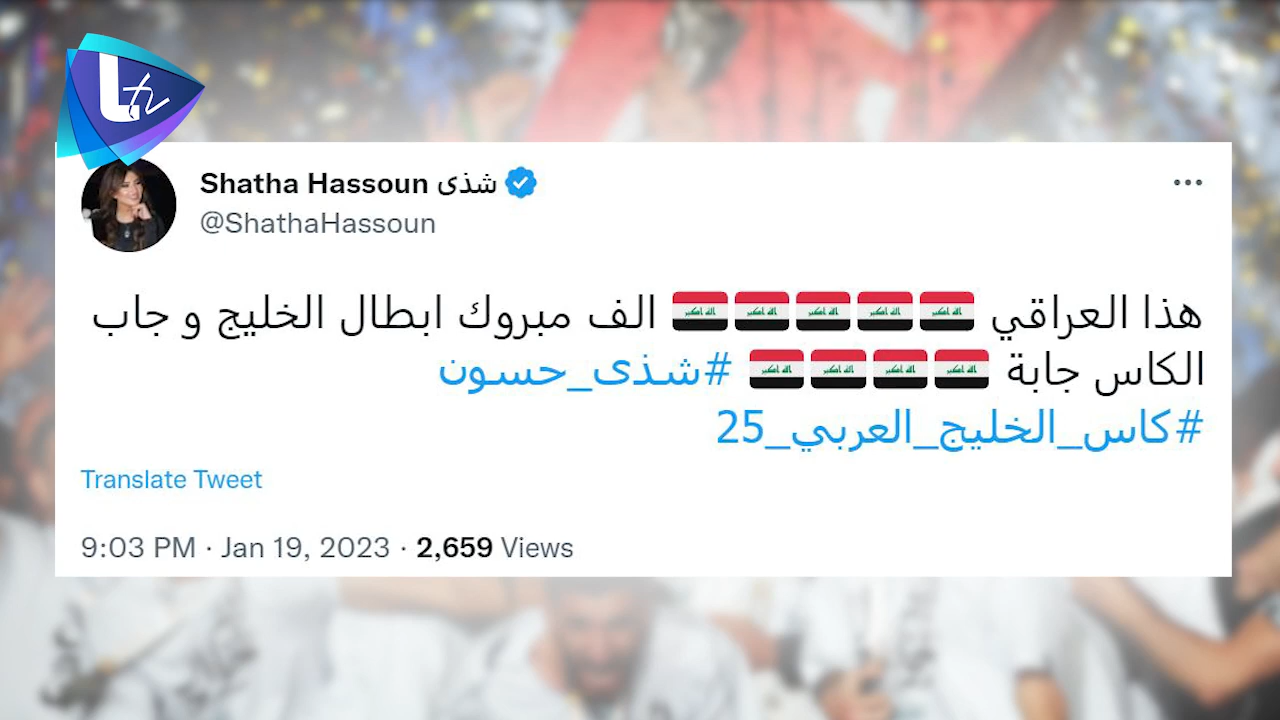 Ltv
Shatha Hassoun شذى
@ShathaHassoun
هذا العراقي 🇮🇶🇮🇶🇮🇶🇮🇶🇮🇶 الف مبروك ابطال الخليج و جاب
الكاس جابة 🇮🇶🇮🇶🇮🇶🇮🇶 #شذى_حسون
#كاس_الخليج_العربي_25
Translate Tweet
9:03 PM · Jan 19, 2023 · 2,659 Views